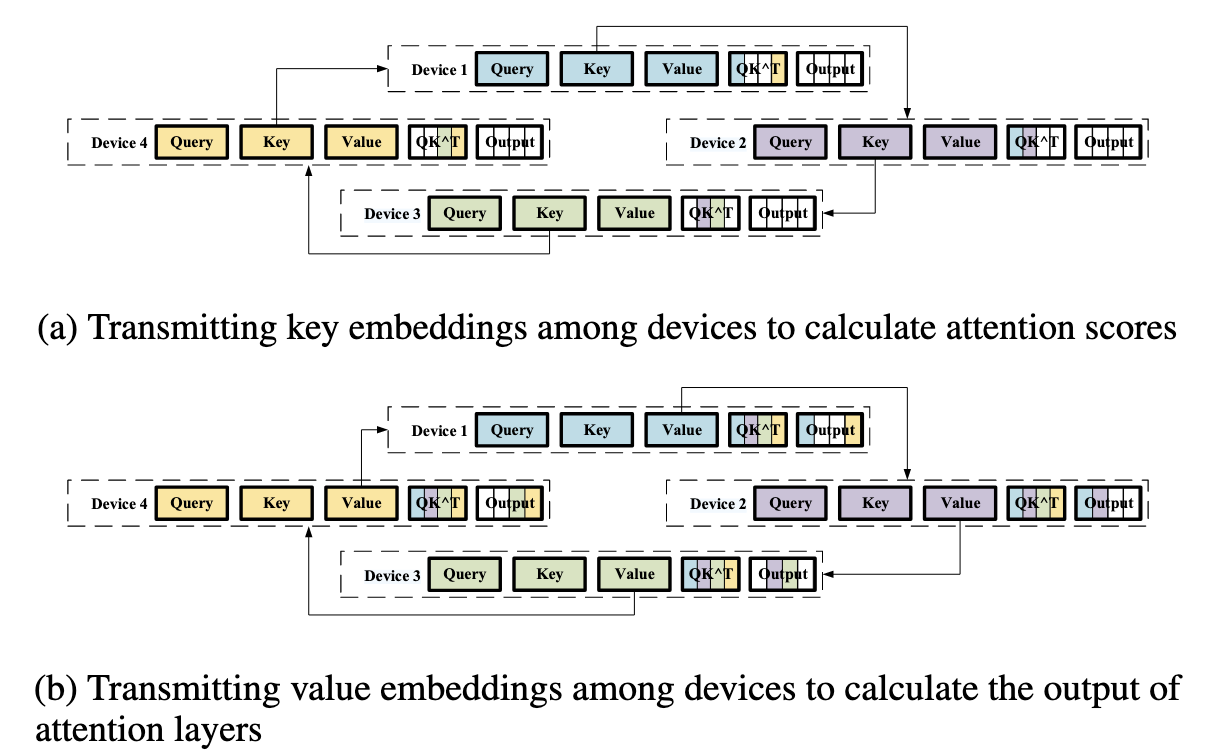 Device 1 Query Key Value QK^T Output
Device 4 Query Key Value QK^T Output
Device 2 Query Key Value QK^T Output
Device 3 Query Key Value QK^T Output
(a) Transmitting key embeddings among devices to calculate attention scores
Device 1 Query Key Value QK^T Output
Device 4 Query Key Value QK^T Output
Device 2 Query Key Value QK^T Output
Device 3 Query Key Value QK^T Output
(b) Transmitting value embeddings among devices to calculate the output of
attention layers